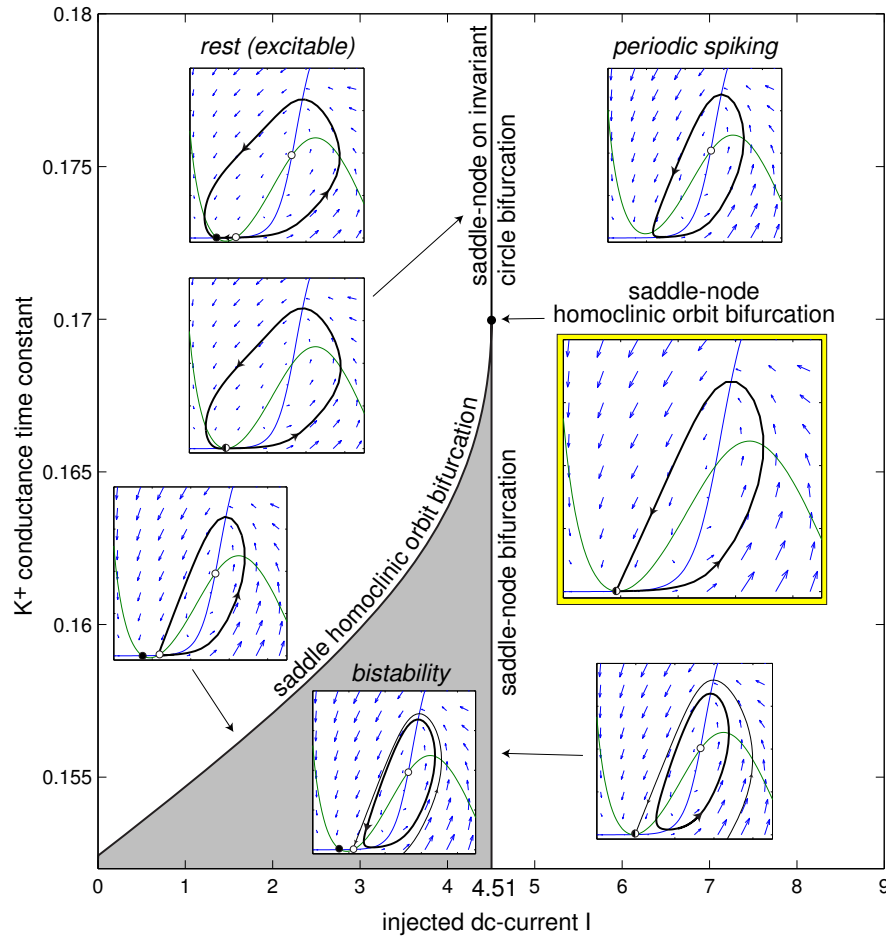 0.18
0.175
0.17
0.165
0.16
0.155
K+ conductance time constant
rest (excitable)
periodic spiking
saddle-node on invariant
circle bifurcation
saddle-node
homoclinic orbit bifurcation
saddle homoclinic orbit bifurcation
saddle-node bifurcation
bistability
0
1
2
3
4
4.51
5
6
7
8
9
injected dc-current I